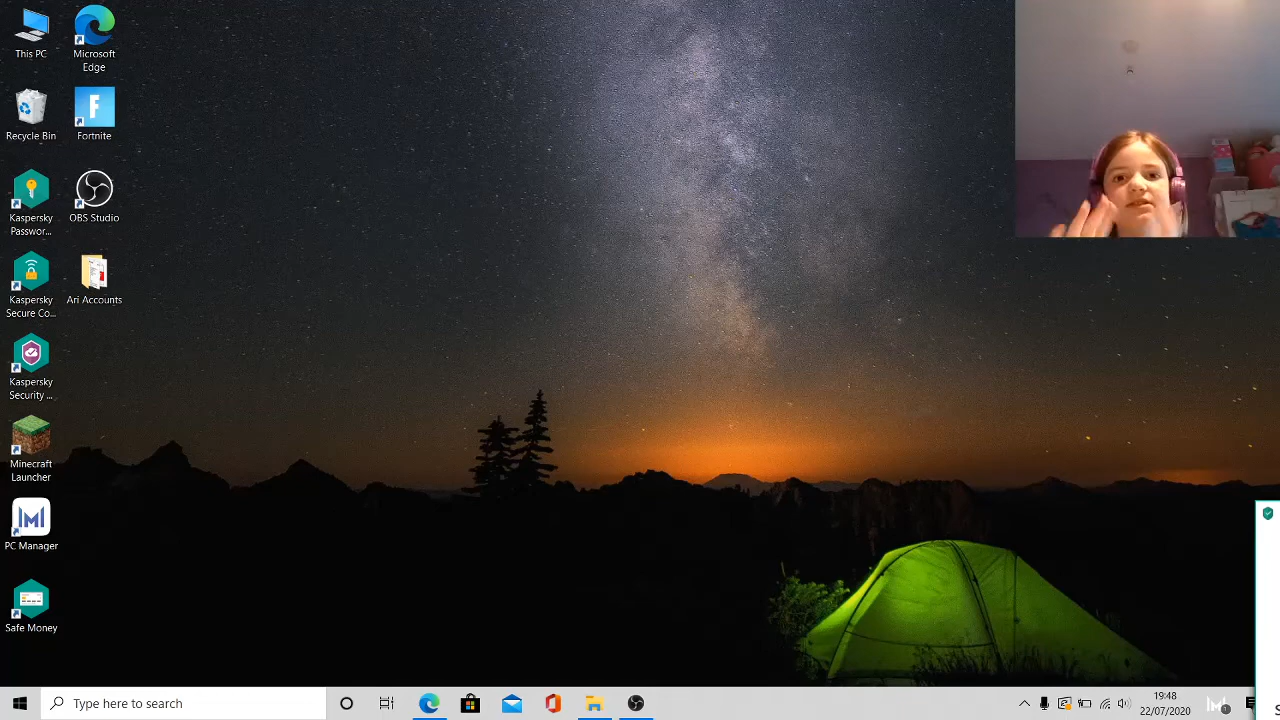 This PC
Microsoft
Edge
Recycle Bin
Fortnite
Kaspersky
Passwor...
OBS Studio
Kaspersky
Secure Co...
Ari Accounts
Kaspersky
Security ...
Minecraft
Launcher
PC Manager
Safe Money
Type here to search
19:48
22/07/2020